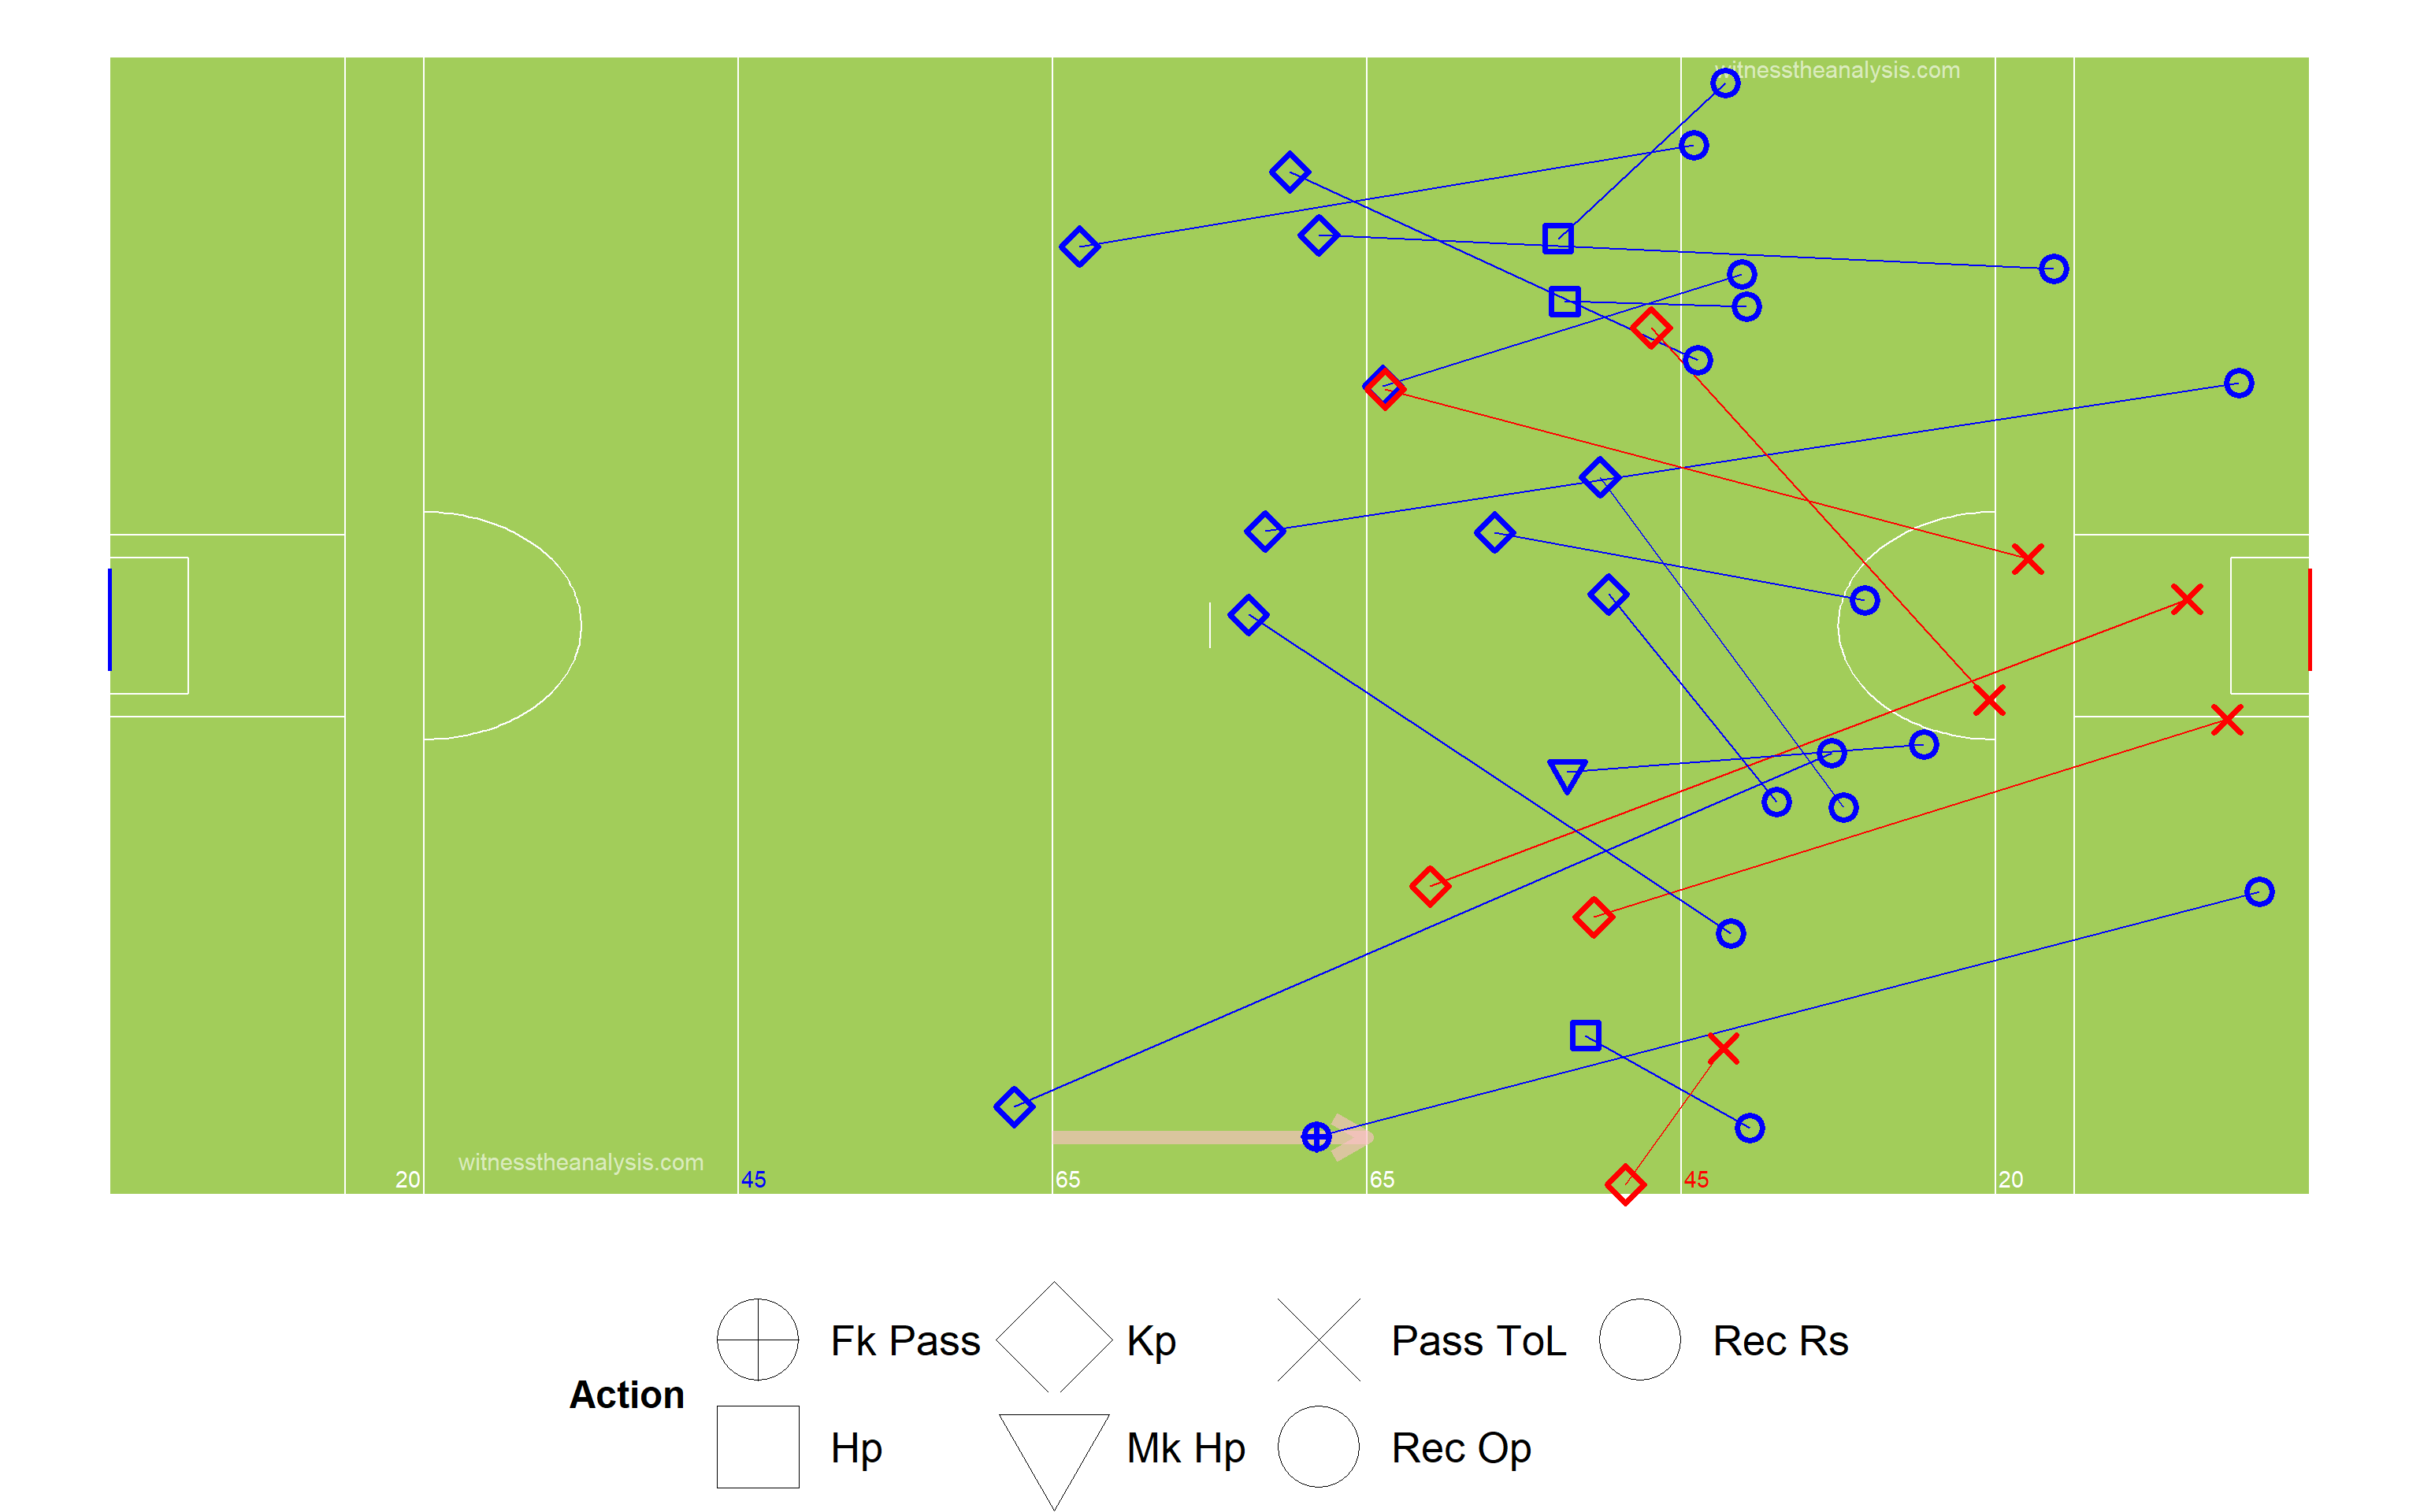 witnesstheanalysis.com
witnesstheanalysis.com
20 45 65 65 45 20
Action
Fk Pass Kp Pass ToL Rec Rs
Hp Mk Hp Rec Op